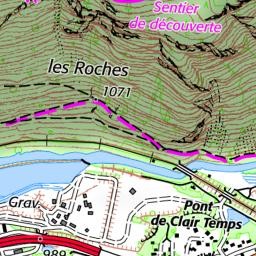 Sentier
de découverte
les Roches
1071
Grav.
Pont
de Clair Temps
989